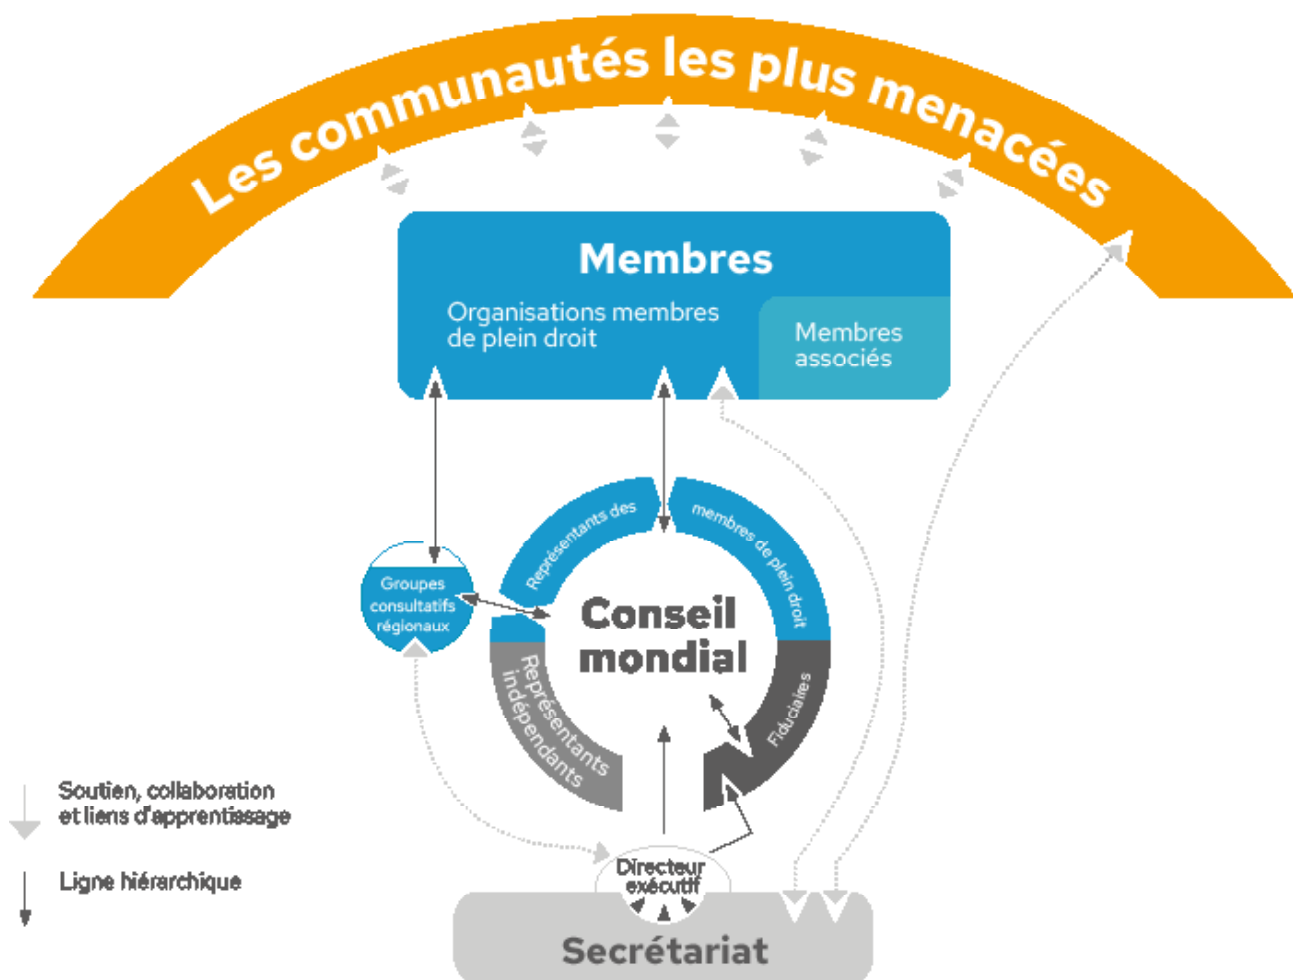 Les communautés les plus menacées
Membres
Organisations membres
de plein droit
Membres
associés
Représentants des
membres de plein droit
Groupes
consultatifs
régionaux
Conseil
mondial
Représentants
indépendants
Fiduciaires
Soutien, collaboration
et liens d'apprentissage
Ligne hiérarchique
Directeur
exécutif
Secrétariat